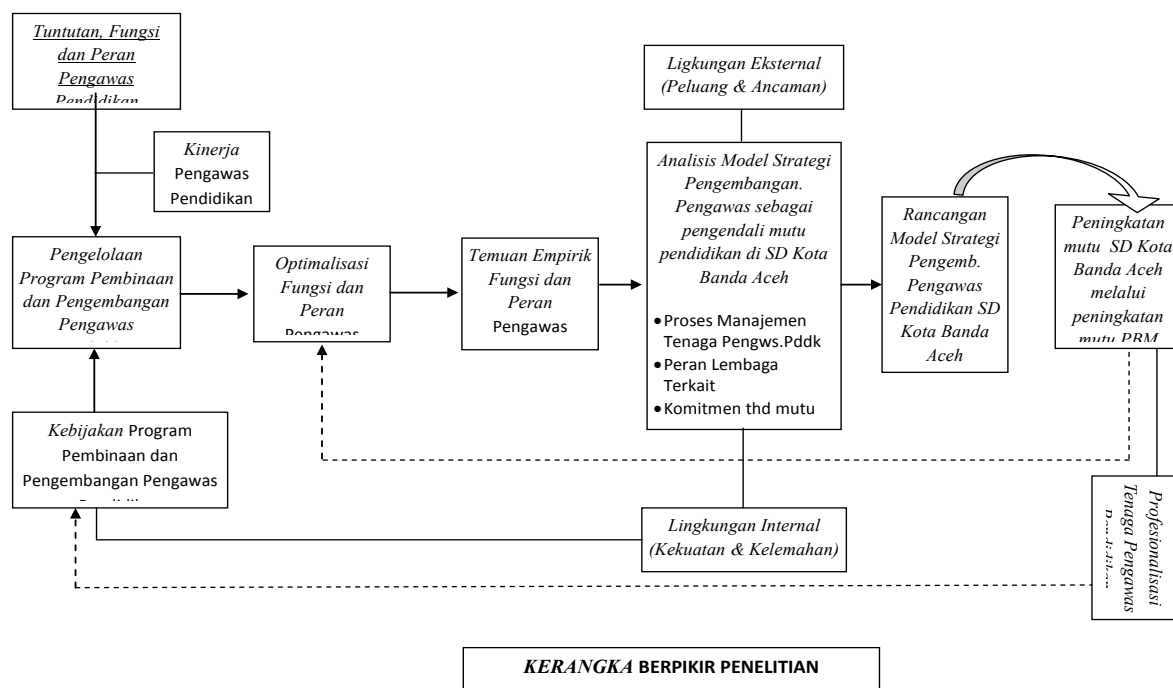 Tuntutan, Fungsi
dan Peran
Pengawas
Pendidikan
Kinerja
Pengawas
Pendidikan
Pengelolaan
Program Pembinaan
dan Pengembangan
Pengawas
Kebijakan Program
Pembinaan dan
Pengembangan Pengawas
Optimalisasi
Fungsi dan
Peran
Pengawas
Temuan Empirik
Fungsi dan
Peran
Pengawas
Ligkungan Eksternal
(Peluang & Ancaman)
Analisis Model Strategi
Pengembangan.
Pengawas sebagai
pengendali mutu
pendidikan di SD Kota
Banda Aceh
•Proses Manajemen
Tenaga Pengws.Pddk
•Peran Lembaga
Terkait
•Komitmen thd mutu
Lingkungan Internal
(Kekuatan & Kelemahan)
Rancangan
Model Strategi
Pengemb.
Pengawas
Pendidikan SD
Kota Banda
Aceh
Peningkatan
mutu SD Kota
Banda Aceh
melalui
peningkatan
mutu PBM
Profesionalisasi
Tenaga Pengawas
KERANGKA BERPIKIR PENELITIAN